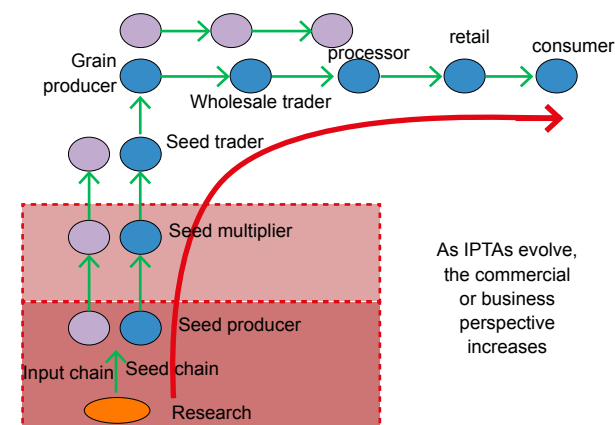 retail
consumer
processor
Grain
producer
Wholesale trader
Seed trader
Seed multiplier
As IPTAs evolve,
the commercial
or business
perspective
increases
Seed producer
Input chain
Seed chain
Research